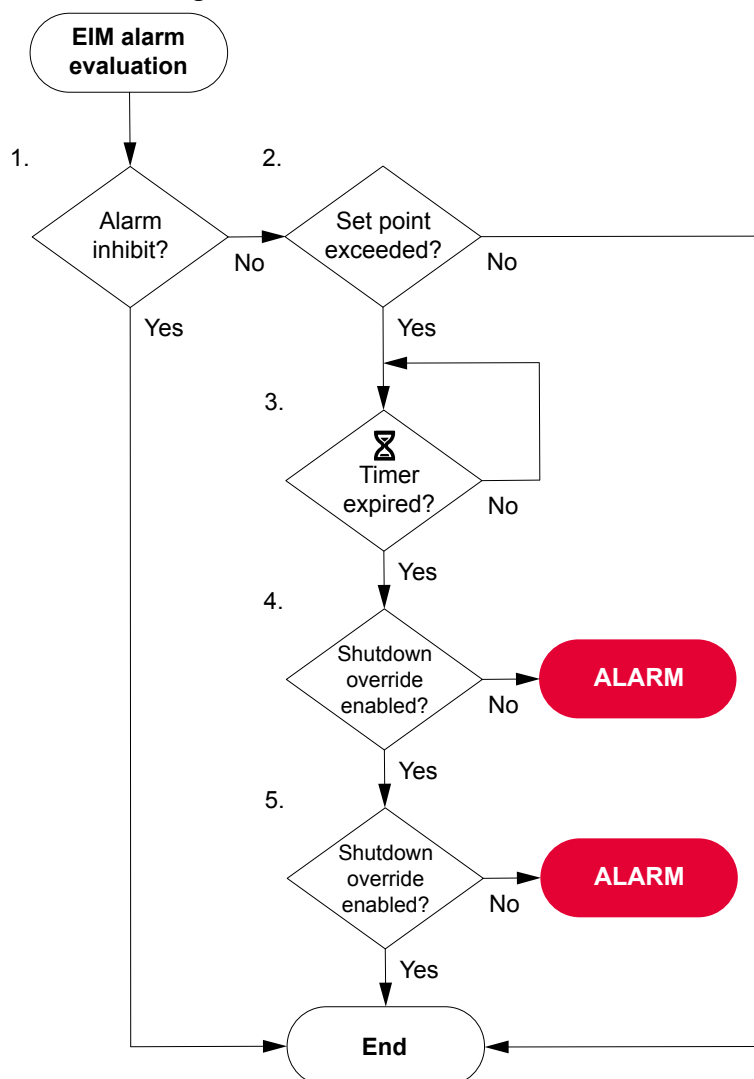 EIM alarm
evaluation
1.
Alarm
inhibit?
No
Yes
2.
Set point
exceeded?
No
Yes
3.
Timer
expired?
No
Yes
4.
Shutdown
override
enabled?
No
ALARM
Yes
5.
Shutdown
override
enabled?
No
ALARM
Yes
End